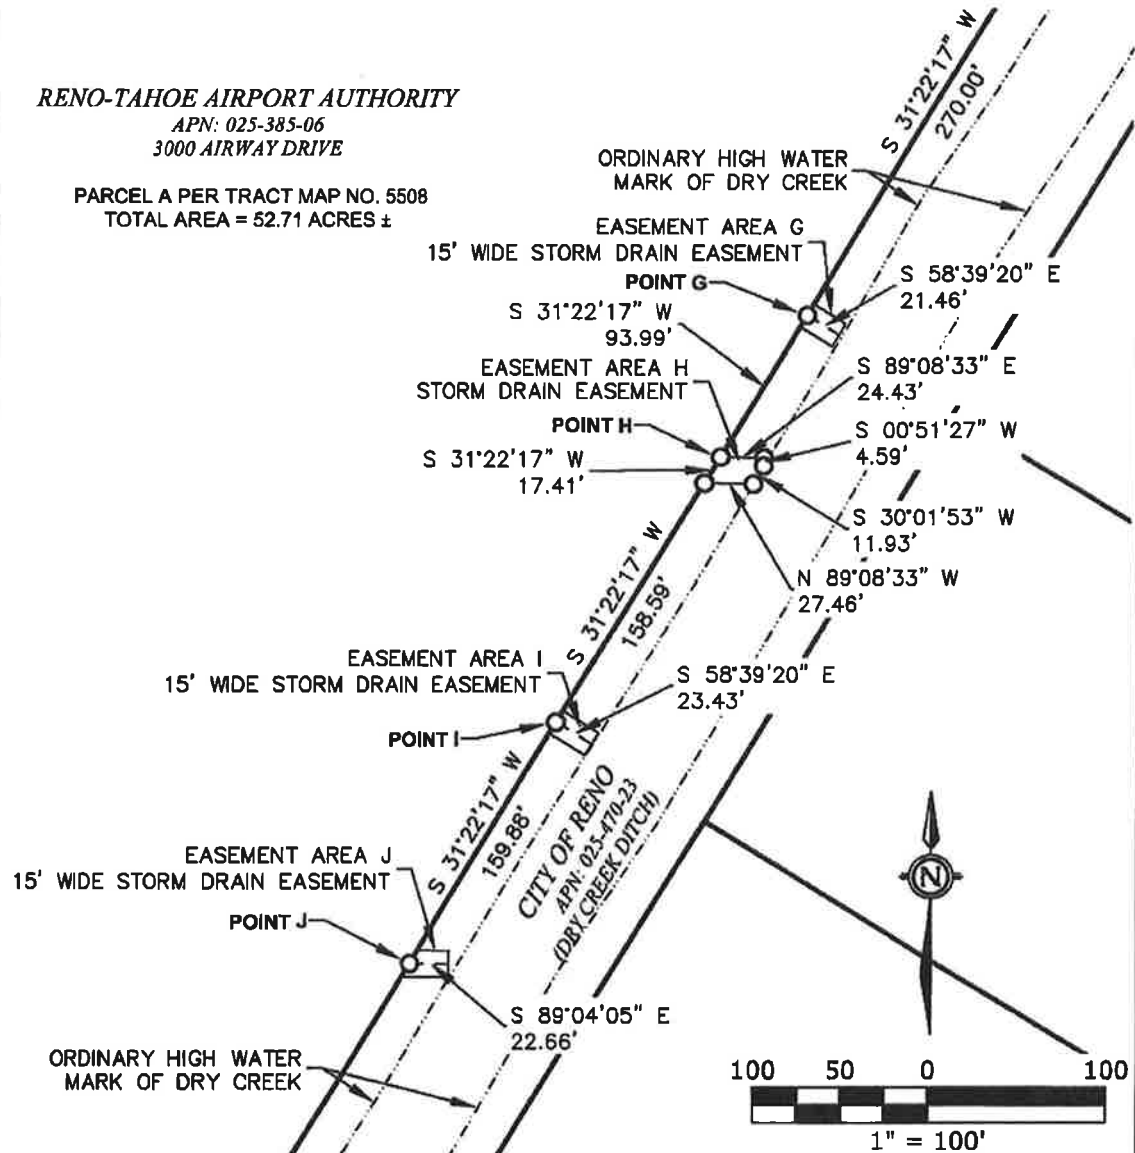 RENO-TAHOE AIRPORT AUTHORITY
APN: 025-385-06
3000 AIRWAY DRIVE
PARCEL A PER TRACT MAP NO. 5508
TOTAL AREA = 52.71 ACRES ±
S 31°22'17" W
270.00'
ORDINARY HIGH WATER
MARK OF DRY CREEK
EASEMENT AREA G
15' WIDE STORM DRAIN EASEMENT
POINT G
S 58°39'20" E
21.46'
S 31°22'17" W
93.99'
EASEMENT AREA H
STORM DRAIN EASEMENT
S 89°08'33" E
24.43'
POINT H
S 00°51'27" W
4.59'
S 31°22'17" W
17.41'
S 30°01'53" W
11.93'
N 89°08'33" W
27.46'
S 31°22'17" W
158.59'
EASEMENT AREA I
15' WIDE STORM DRAIN EASEMENT
S 58°39'20" E
23.43'
POINT I
S 31°22'17" W
159.88'
CITY OF RENO
APN: 025-470-23
(DRY CREEK DITCH)
EASEMENT AREA J
15' WIDE STORM DRAIN EASEMENT
POINT J
N
S 89°04'05" E
22.66'
ORDINARY HIGH WATER
MARK OF DRY CREEK
100 50 0 100
1" = 100'